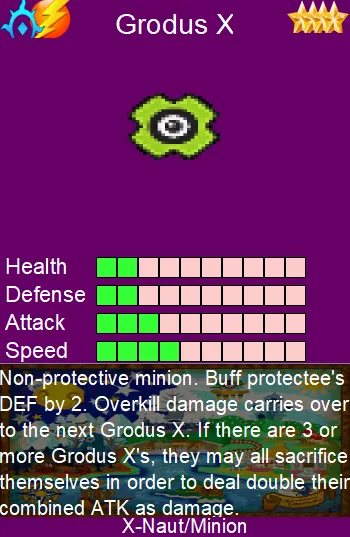 Grodus X
Health
Defense
Attack
Speed
Non-protective minion. Buff protectee's
DEF by 2. Overkill damage carries over
to the next Grodus X. If there are 3 or
more Grodus X's, they may all sacrifice
themselves in order to deal double their
combined ATK as damage.
X-Naut/Minion